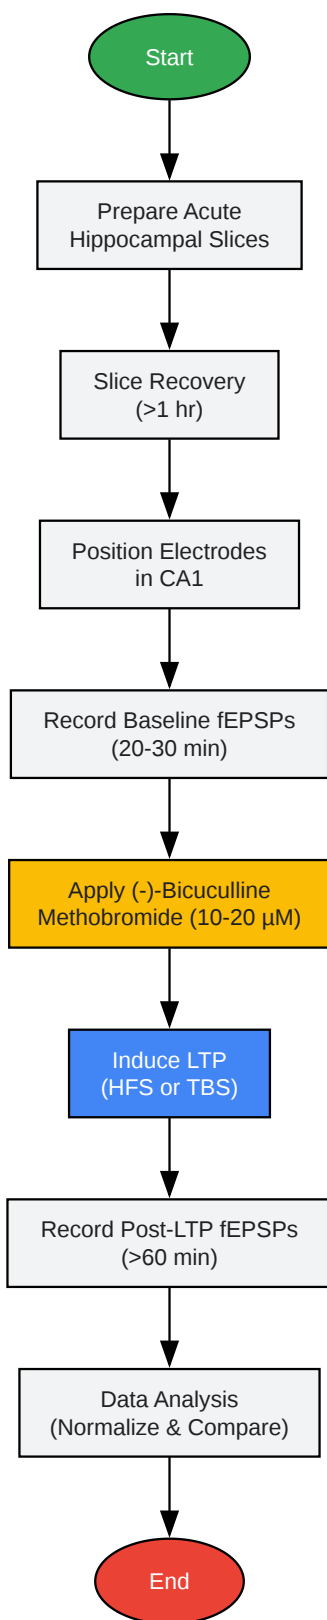 Start
Prepare Acute
Hippocampal Slices
Slice Recovery
(>1 hr)
Position Electrodes
in CA1
Record Baseline fEPSPs
(20-30 min)
Apply (-)-Bicuculline
Methobromide (10-20 µM)
Induce LTP
(HFS or TBS)
Record Post-LTP fEPSPs
(>60 min)
Data Analysis
(Normalize & Compare)
End